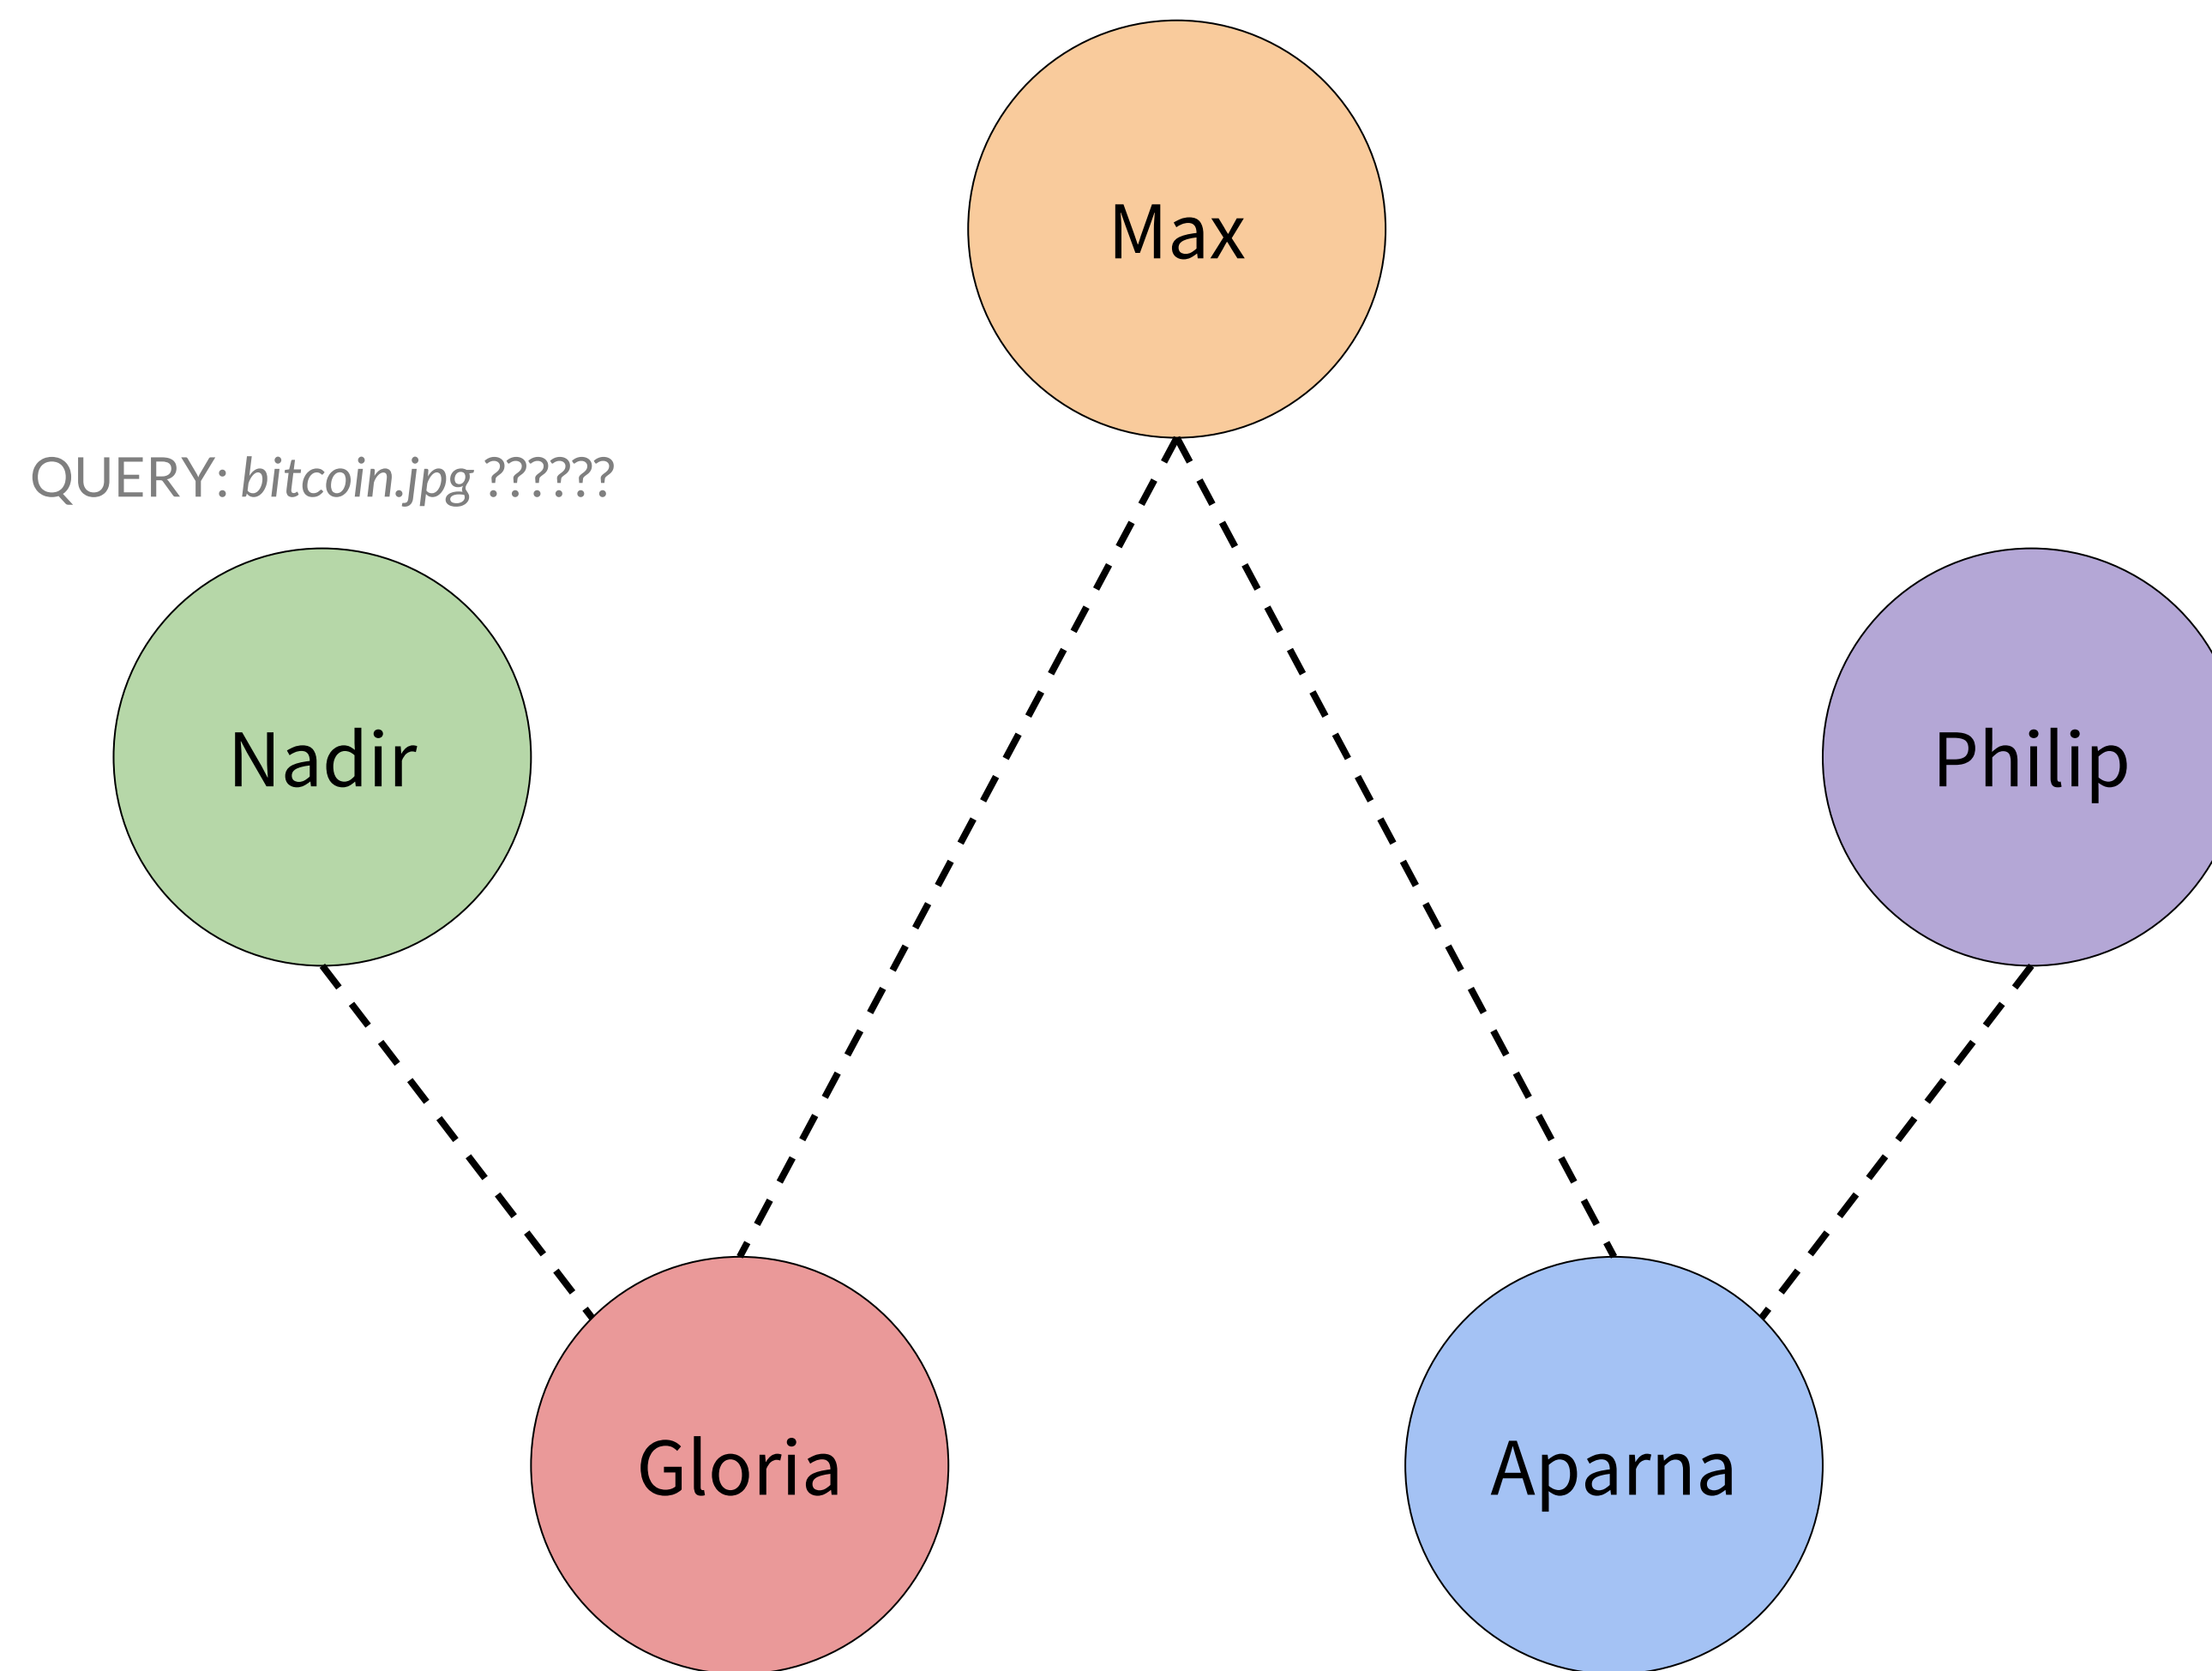 Max
QUERY: bitcoin.jpg??????
Nadir
Philip
Gloria
Aparna